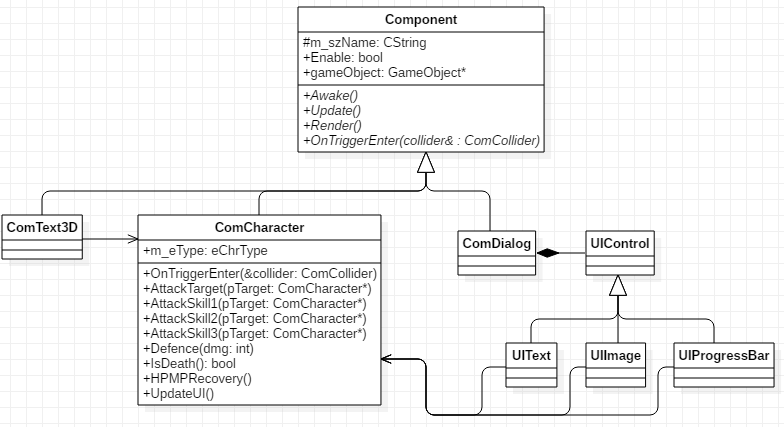 Component
#m_szName: CString
+Enable: bool
+gameObject: GameObject*
+Awake()
+Update()
+Render()
+OnTriggerEnter(collider& : ComCollider)
ComText3D
ComCharacter
+m_eType: eChrType
+OnTriggerEnter(&collider: ComCollider)
+AttackTarget(pTarget: ComCharacter*)
+AttackSkill1(pTarget: ComCharacter*)
+AttackSkill2(pTarget: ComCharacter*)
+AttackSkill3(pTarget: ComCharacter*)
+Defence(dmg: int)
+IsDeath(): bool
+HPMPRecovery()
+UpdateUI()
ComDialog
UIControl
UIText
UIImage
UIProgressBar